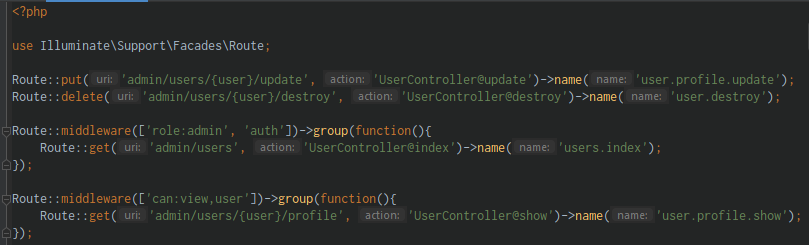 <?php
use Illuminate\Support\Facades\Route;
Route::put( uri: 'admin/users/{user}/update', action: 'UserController@update')->name( name: 'user.profile.update');
Route::delete( uri: 'admin/users/{user}/destroy', action: 'UserController@destroy')->name( name: 'user.destroy');
Route::middleware(['role:admin', 'auth'])->group(function(){
Route::get( uri: 'admin/users', action: 'UserController@index')->name( name: 'users.index');
});
Route::middleware(['can:view,user'])->group(function(){
Route::get( uri: 'admin/users/{user}/profile', action: 'UserController@show')->name( name: 'user.profile.show');
});